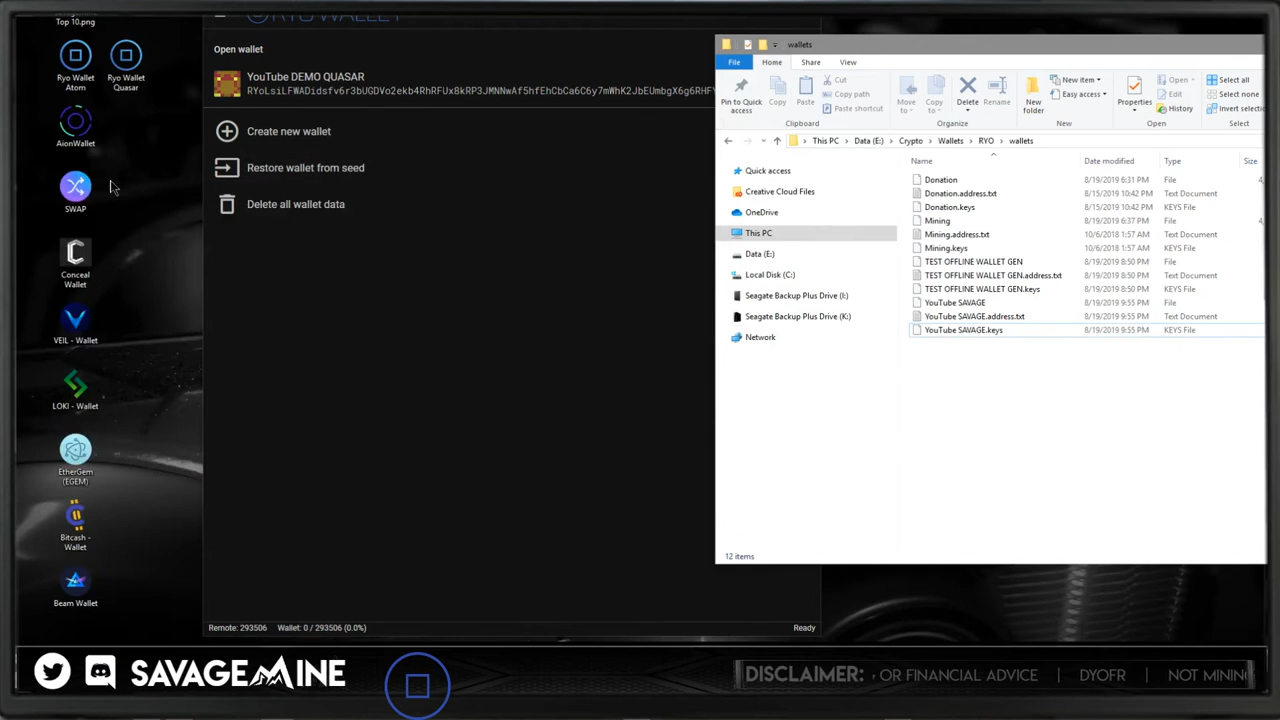 Top 10.png
Ryo Wallet Atom
Ryo Wallet Quasar
AionWallet
SWAP
Conceal Wallet
VEIL - Wallet
LOKI - Wallet
EtherGem (EGEM)
Bitcash - Wallet
Beam Wallet
RYO WALLET
Open wallet
YouTube DEMO QUASAR
Create new wallet
Restore wallet from seed
Delete all wallet data
Remote: 293506 Wallet: 0 / 293506 (0.0%) Ready
wallets
File Home Share View
Pin to Quick access
Copy
Paste
Cut
Copy path
Paste shortcut
Clipboard
Move to
Copy to
Delete
Rename
Organize
New folder
New item
Easy access
New
Properties
Open
Edit
History
Open
Select all
Select none
Invert selectio
Select
This PC > Data (E:) > Crypto > Wallets > RYO > wallets
Quick access
Creative Cloud Files
OneDrive
This PC
Data (E:)
Local Disk (C:)
Seagate Backup Plus Drive (I:)
Seagate Backup Plus Drive (K:)
Network
Name Date modified Type Size
Donation 8/19/2019 6:31 PM File 4,
Donation.address.txt 8/15/2019 10:42 PM Text Document
Donation.keys 8/15/2019 10:42 PM KEYS File
Mining 8/19/2019 6:37 PM File 4,
Mining.address.txt 10/6/2018 1:57 AM Text Document
Mining.keys 10/6/2018 1:57 AM KEYS File
TEST OFFLINE WALLET GEN 8/19/2019 8:50 PM File
TEST OFFLINE WALLET GEN.address.txt 8/19/2019 8:50 PM Text Document
TEST OFFLINE WALLET GEN.keys 8/19/2019 8:50 PM KEYS File
YouTube SAVAGE 8/19/2019 9:55 PM File
YouTube SAVAGE.address.txt 8/19/2019 9:55 PM Text Document
YouTube SAVAGE.keys 8/19/2019 9:55 PM KEYS File
12 items
SAVAGEMINE
DISCLAIMER: OR FINANCIAL ADVICE | DYOFR | NOT MINING